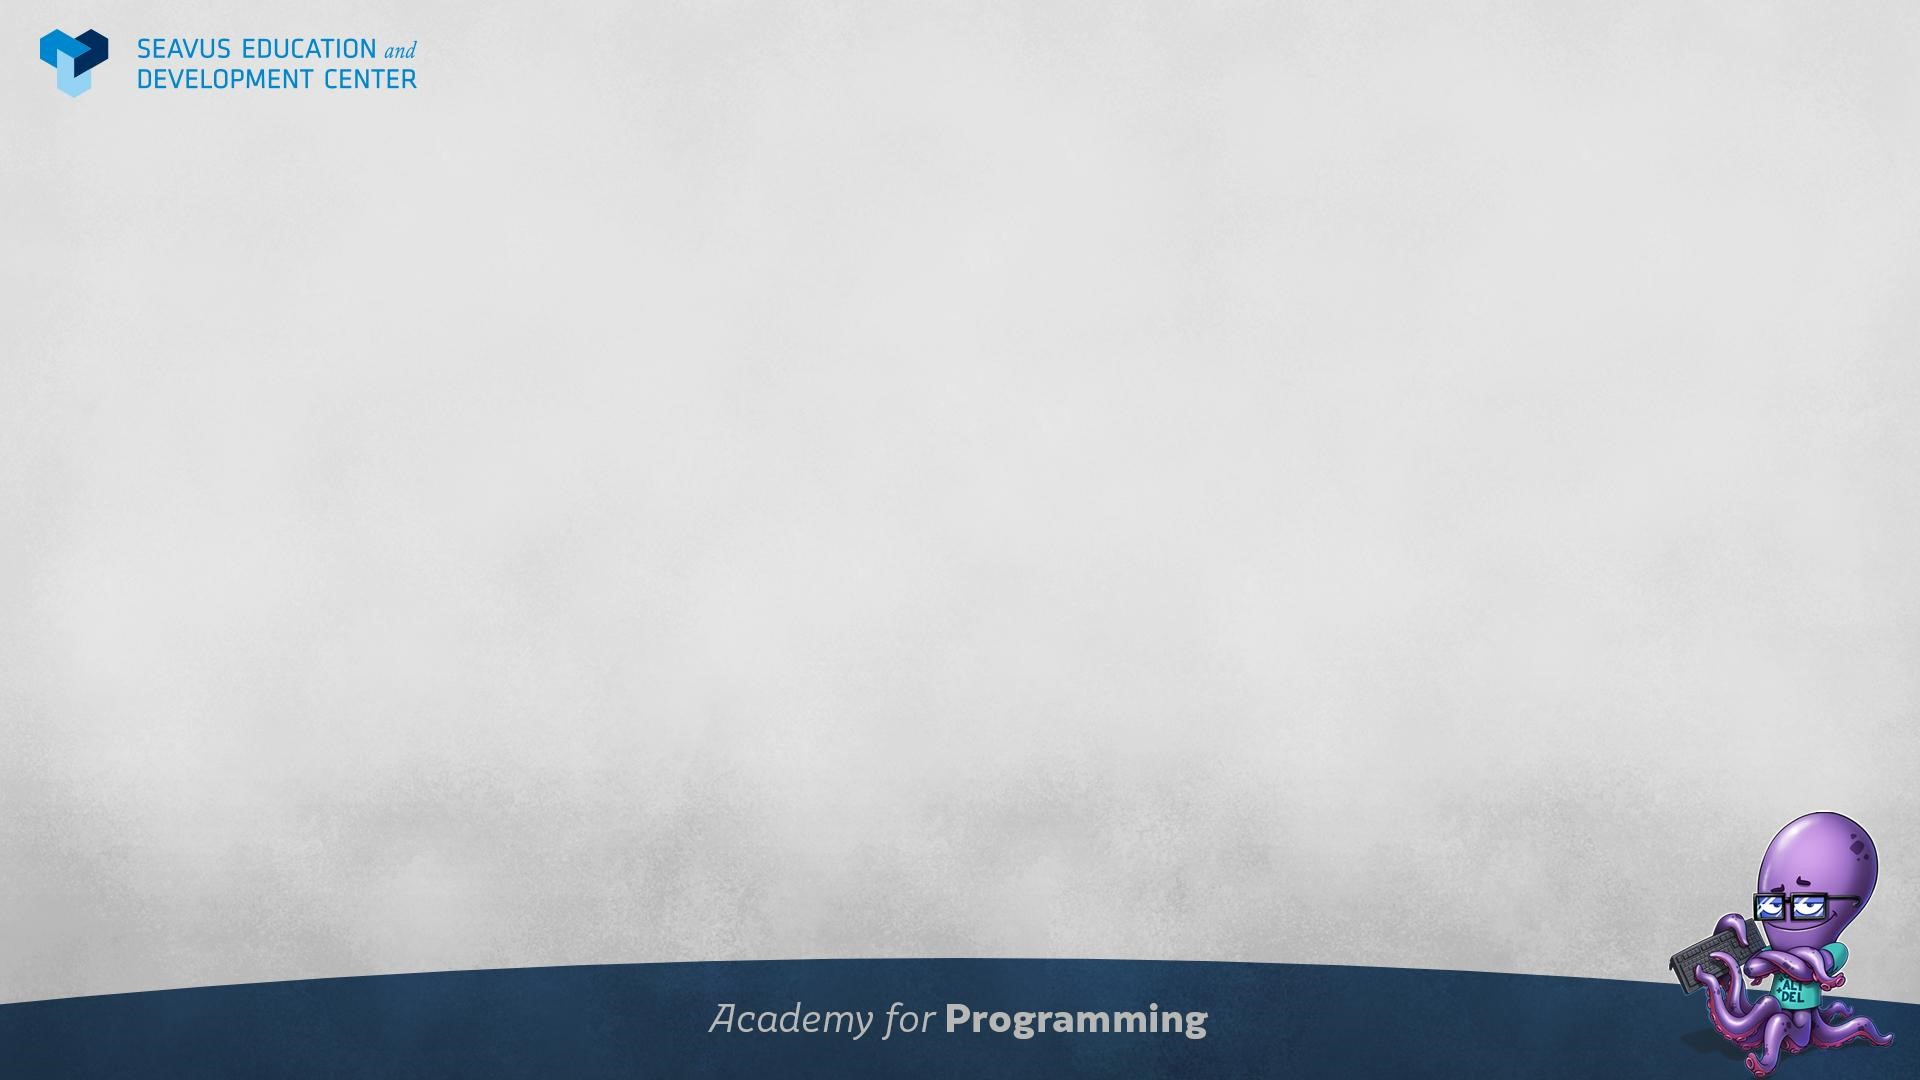 SEAVUS EDUCATION and
DEVELOPMENT CENTER
ALT
+DEL
Academy for Programming